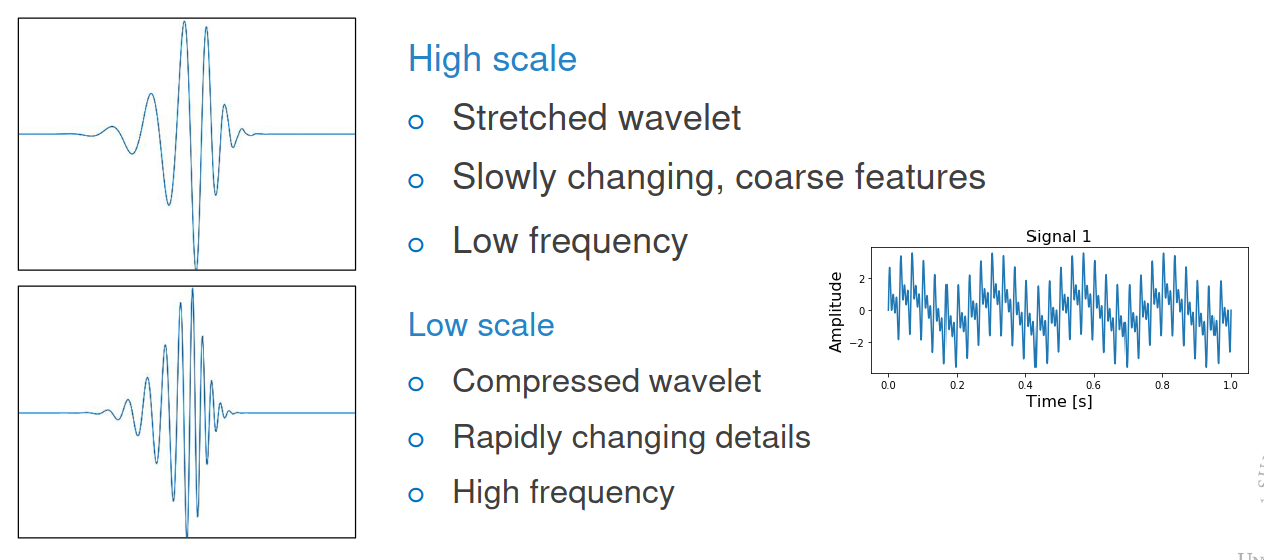 High scale
Stretched wavelet
Slowly changing, coarse features
Low frequency
Low scale
Compressed wavelet
Rapidly changing details
High frequency
Signal 1
Amplitude
2
0
−2
0.0 0.2 0.4 0.6 0.8 1.0
Time [s]